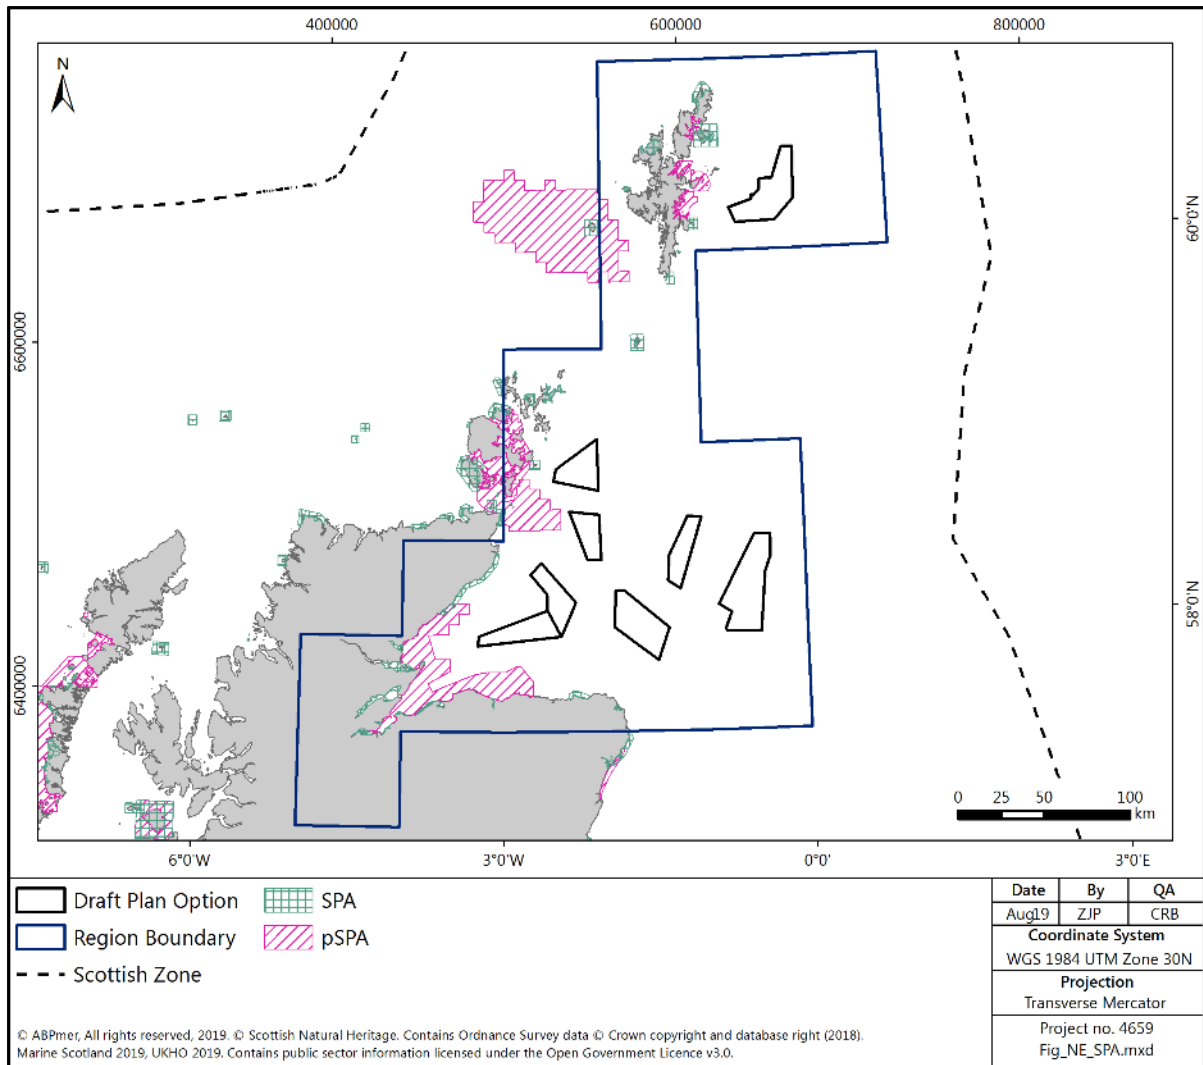 400000 600000 800000
N
60°0'N
6600000
58°0'N
6400000
0 25 50 100
km
6°0'W 3°0'W 0°0' 3°0'E
Draft Plan Option SPA
Region Boundary pSPA
Scottish Zone
Date By QA
Aug19 ZJP CRB
Coordinate System
WGS 1984 UTM Zone 30N
Projection
Transverse Mercator
Project no. 4659
Fig_NE_SPA.mxd
© ABPmer, All rights reserved, 2019. © Scottish Natural Heritage. Contains Ordnance Survey data © Crown copyright and database right (2018).
Marine Scotland 2019, UKHO 2019. Contains public sector information licensed under the Open Government Licence v3.0.